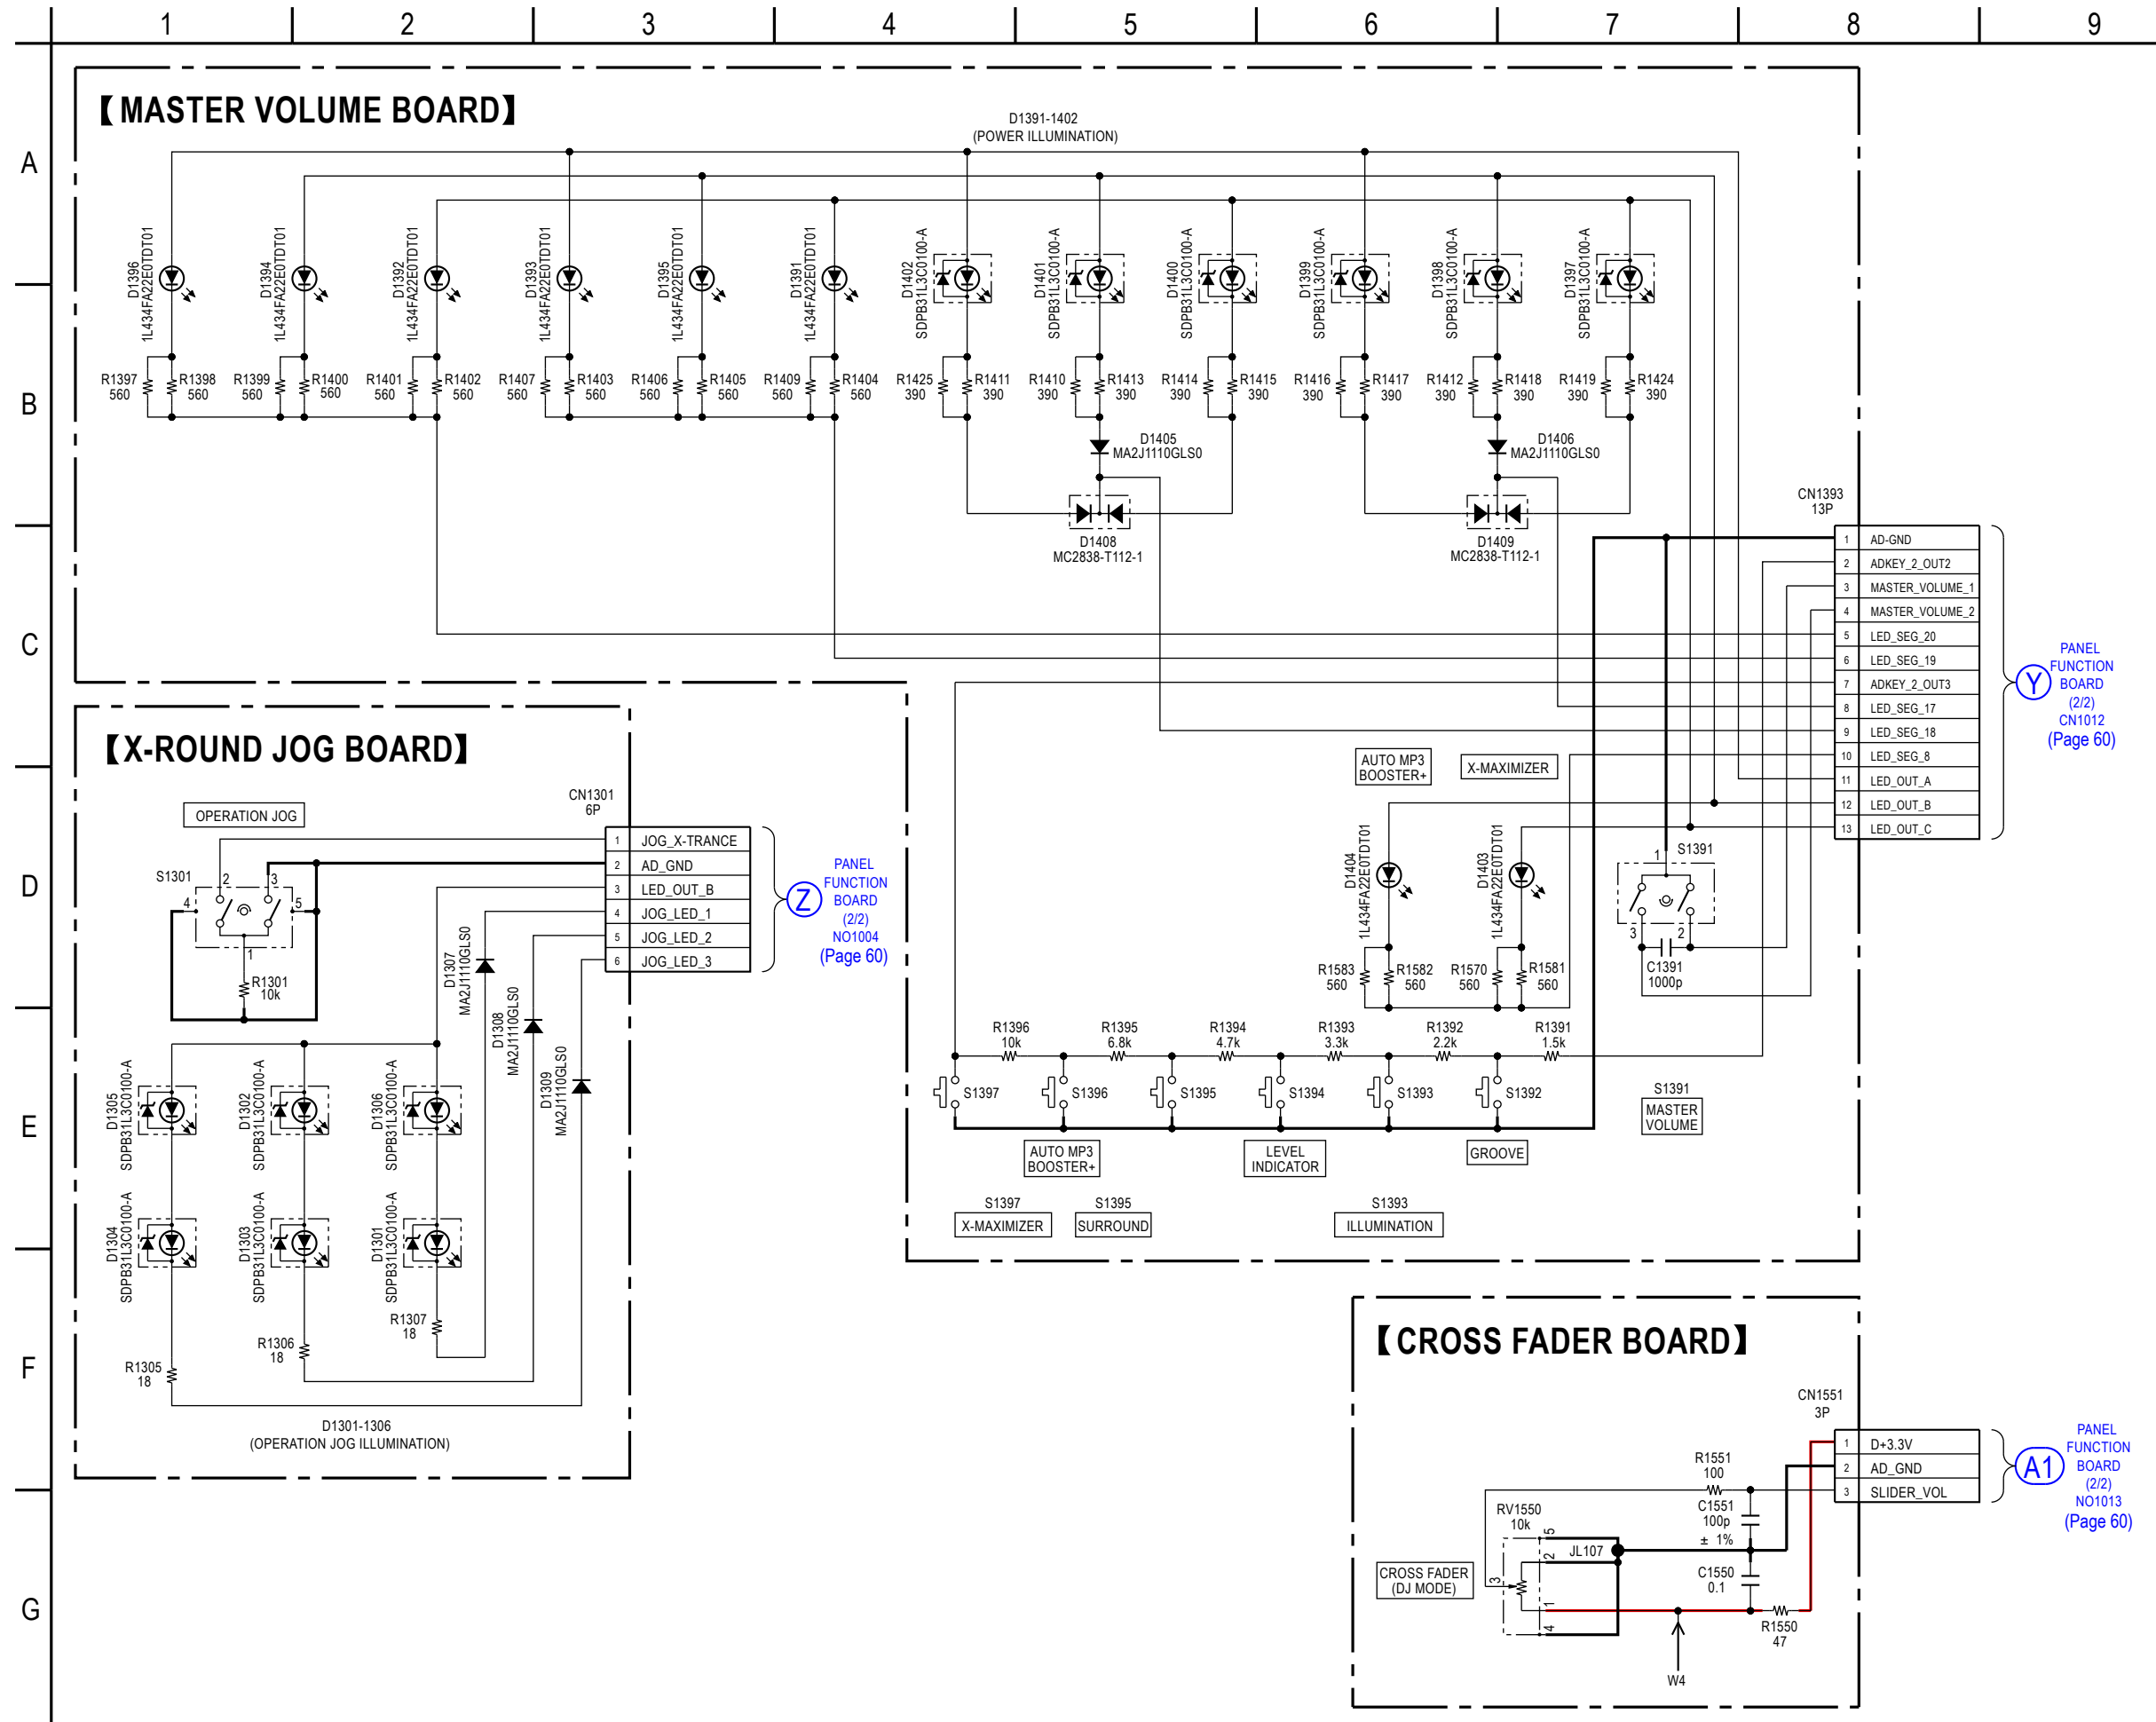 1 2 3 4 5 6 7 8 9
A
B
C
D
E
F
G
【MASTER VOLUME BOARD】
D1391-1402
(POWER ILLUMINATION)
D1396
1L434FA22E0TDT01
D1394
1L434FA22E0TDT01
D1392
1L434FA22E0TDT01
D1393
1L434FA22E0TDT01
D1395
1L434FA22E0TDT01
D1391
1L434FA22E0TDT01
D1402
SDPB31L3C0100-A
D1401
SDPB31L3C0100-A
D1400
SDPB31L3C0100-A
D1399
SDPB31L3C0100-A
D1398
SDPB31L3C0100-A
D1397
SDPB31L3C0100-A
R1397
560
R1398
560
R1399
560
R1400
560
R1401
560
R1402
560
R1407
560
R1403
560
R1406
560
R1405
560
R1409
560
R1404
560
R1425
390
R1411
390
R1410
390
R1413
390
R1414
390
R1415
390
R1416
390
R1417
390
R1412
390
R1418
390
R1419
390
R1424
390
D1405
MA2J1110GLS0
D1406
MA2J1110GLS0
D1408
MC2838-T112-1
D1409
MC2838-T112-1
CN1393
13P
1 AD-GND
2 ADKEY_2_OUT2
3 MASTER_VOLUME_1
4 MASTER_VOLUME_2
5 LED_SEG_20
6 LED_SEG_19
7 ADKEY_2_OUT3
8 LED_SEG_17
9 LED_SEG_18
10 LED_SEG_8
11 LED_OUT_A
12 LED_OUT_B
13 LED_OUT_C
Y
PANEL
FUNCTION
BOARD
(2/2)
CN1012
(Page 60)
AUTO MP3
BOOSTER+
X-MAXIMIZER
D1404
1L434FA22E0TDT01
D1403
1L434FA22E0TDT01
R1583
560
R1582
560
R1570
560
R1581
560
S1391
1
3
2
C1391
1000p
R1396
10k
R1395
6.8k
R1394
4.7k
R1393
3.3k
R1392
2.2k
R1391
1.5k
S1397
S1396
S1395
S1394
S1393
S1392
S1391
MASTER
VOLUME
AUTO MP3
BOOSTER+
LEVEL
INDICATOR
GROOVE
S1397
X-MAXIMIZER
S1395
SURROUND
S1393
ILLUMINATION
【X-ROUND JOG BOARD】
OPERATION JOG
CN1301
6P
1 JOG_X-TRANCE
2 AD_GND
3 LED_OUT_B
4 JOG_LED_1
5 JOG_LED_2
6 JOG_LED_3
Z
PANEL
FUNCTION
BOARD
(2/2)
NO1004
(Page 60)
S1301
2
3
4
5
1
R1301
10k
D1307
MA2J1110GLS0
D1308
MA2J1110GLS0
D1309
MA2J1110GLS0
D1305
SDPB31L3C0100-A
D1302
SDPB31L3C0100-A
D1306
SDPB31L3C0100-A
D1304
SDPB31L3C0100-A
D1303
SDPB31L3C0100-A
D1301
SDPB31L3C0100-A
R1307
18
R1306
18
R1305
18
D1301-1306
(OPERATION JOG ILLUMINATION)
【CROSS FADER BOARD】
CN1551
3P
1 D+3.3V
2 AD_GND
3 SLIDER_VOL
A1
PANEL
FUNCTION
BOARD
(2/2)
NO1013
(Page 60)
R1551
100
C1551
100p
± 1%
RV1550
10k
5
2
3
1
4
JL107
CROSS FADER
(DJ MODE)
C1550
0.1
R1550
47
W4